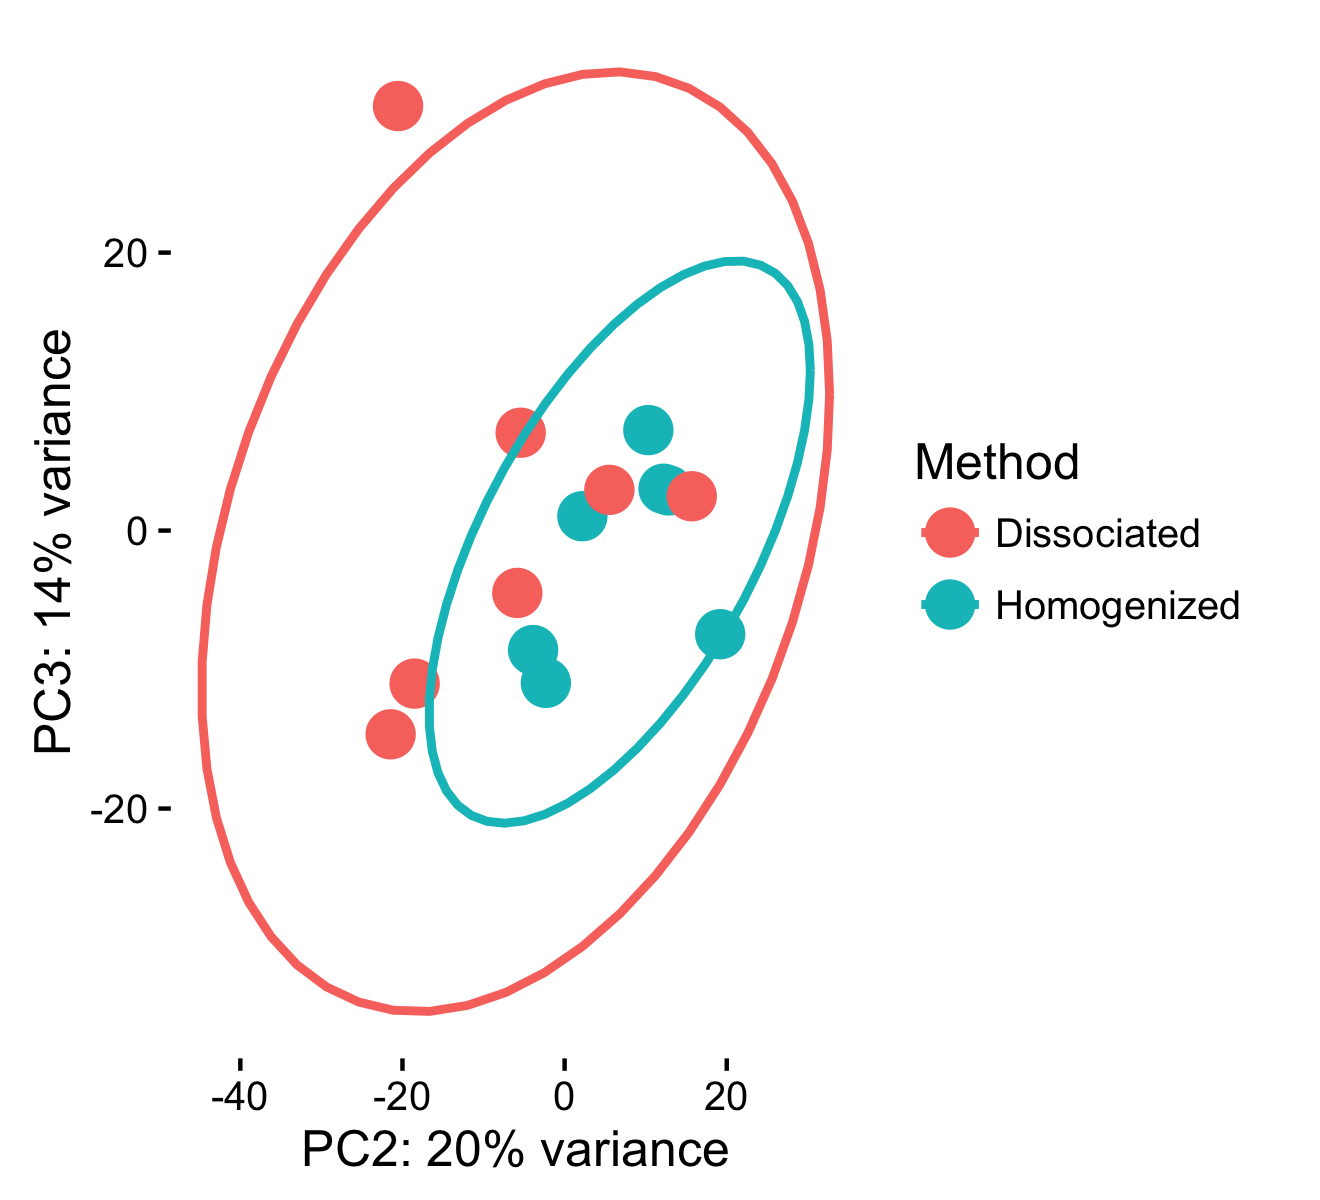 20
0
-20
PC3: 14% variance
-40 -20 0 20
PC2: 20% variance
Method
Dissociated
Homogenized